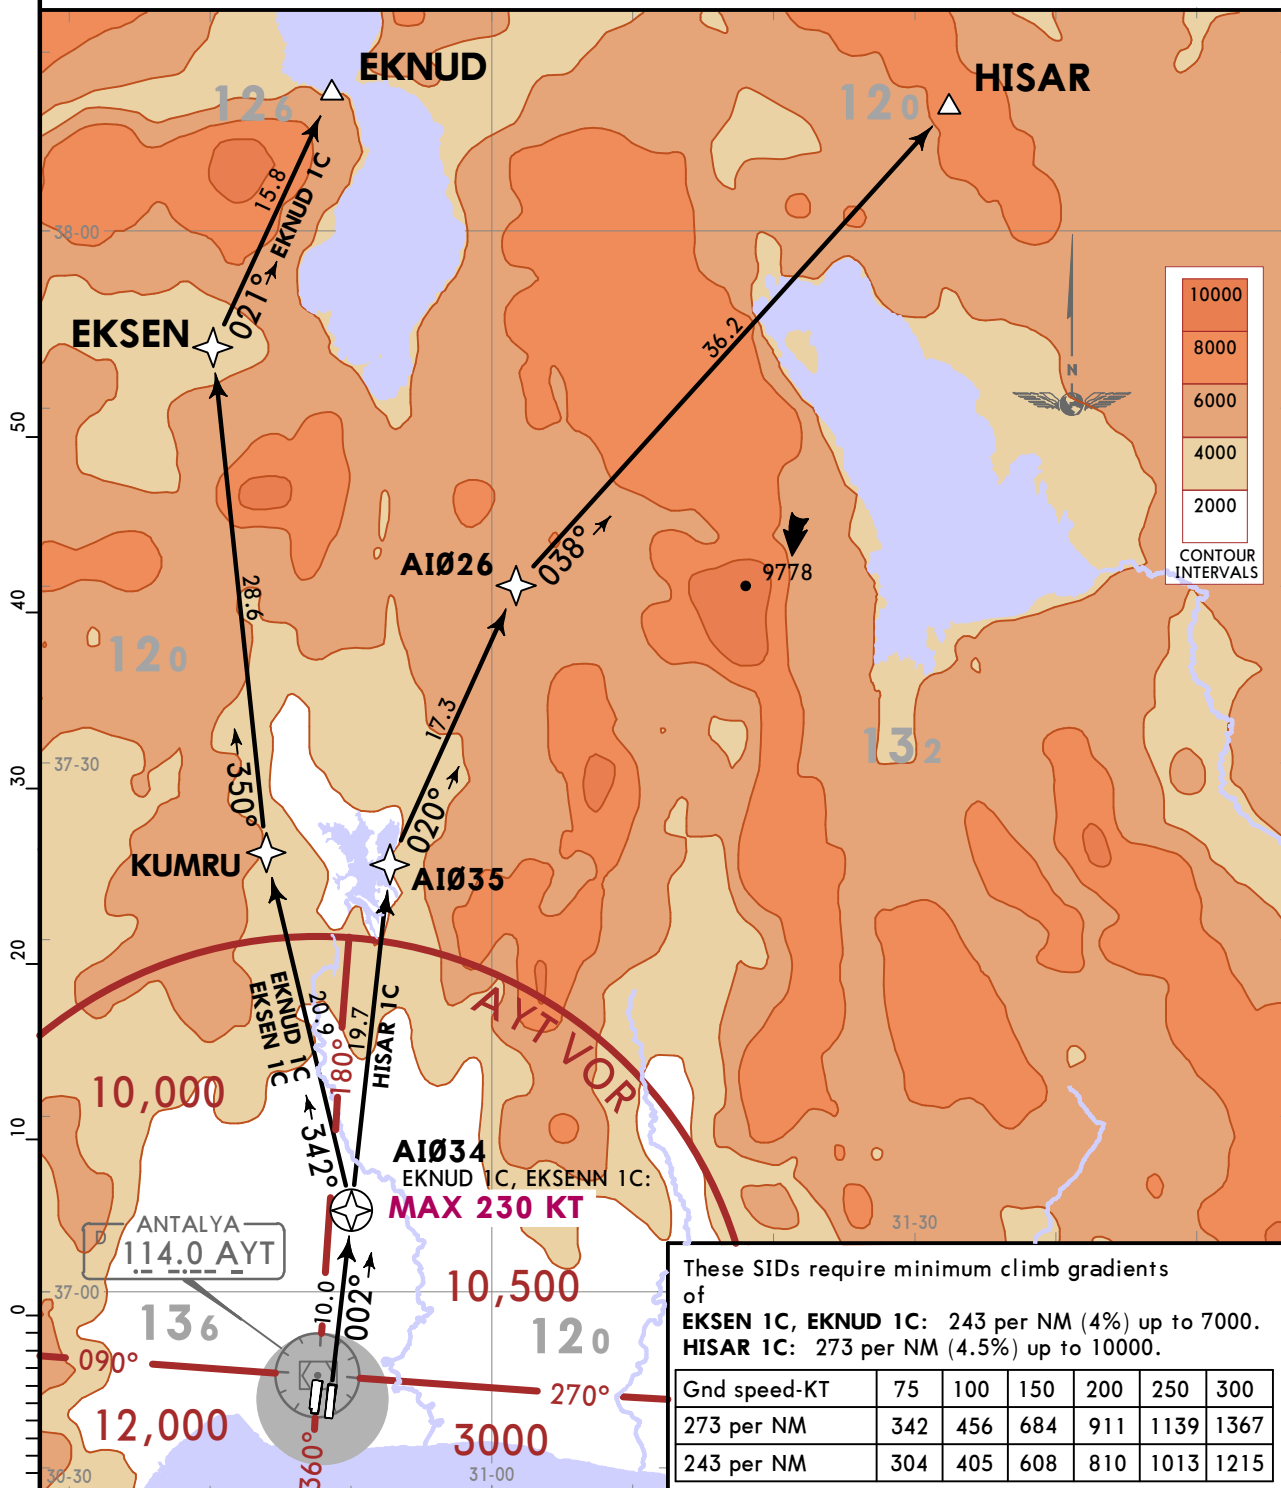 EKNUD
HISAR
126
120
15.8
021° EKNUD 1C
38-00
EKSEN
36.2
N
10000
8000
6000
4000
2000
CONTOUR
INTERVALS
50
AIØ26
038°
9778
28.6
40
120
17.3
132
37-30
30
350°
020°
KUMRU
AIØ35
20
EKNUD 1C
EKSEN 1C
20.9
19.7
HISAR 1C
180°
AYT VOR
10,000
10
342°
AIØ34
EKNUD 1C, EKSENN 1C:
MAX 230 KT
31-30
ANTALYA
D
114.0 AYT
37-00
10,500
136
120
0
10.0
002°
090°
270°
12,000
3000
360°
30-30
31-00
These SIDs require minimum climb gradients
of
EKSEN 1C, EKNUD 1C: 243 per NM (4%) up to 7000.
HISAR 1C: 273 per NM (4.5%) up to 10000.
Gnd speed-KT 75 100 150 200 250 300
273 per NM 342 456 684 911 1139 1367
243 per NM 304 405 608 810 1013 1215